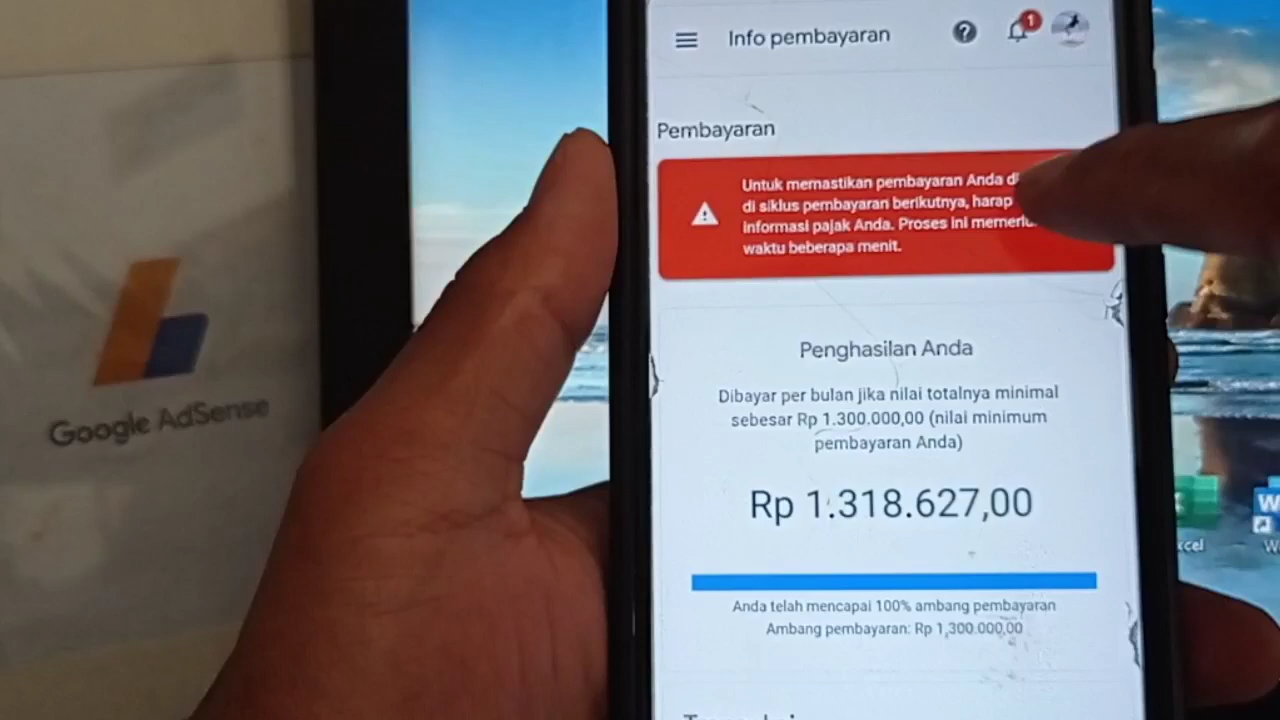 Info pembayaran
1
Pembayaran
Untuk memastikan pembayaran Anda
di siklus pembayaran berikutnya, harap
informasi pajak Anda. Proses ini
waktu beberapa menit.
Penghasilan Anda
Dibayar per bulan jika nilai totalnya minimal
sebesar Rp 1.300.000,00 (nilai minimum
pembayaran Anda)
Rp 1.318.627,00
Anda telah mencapai 100% ambang pembayaran
Ambang pembayaran: Rp 1,300.000,00
Google AdSense
xcel
W